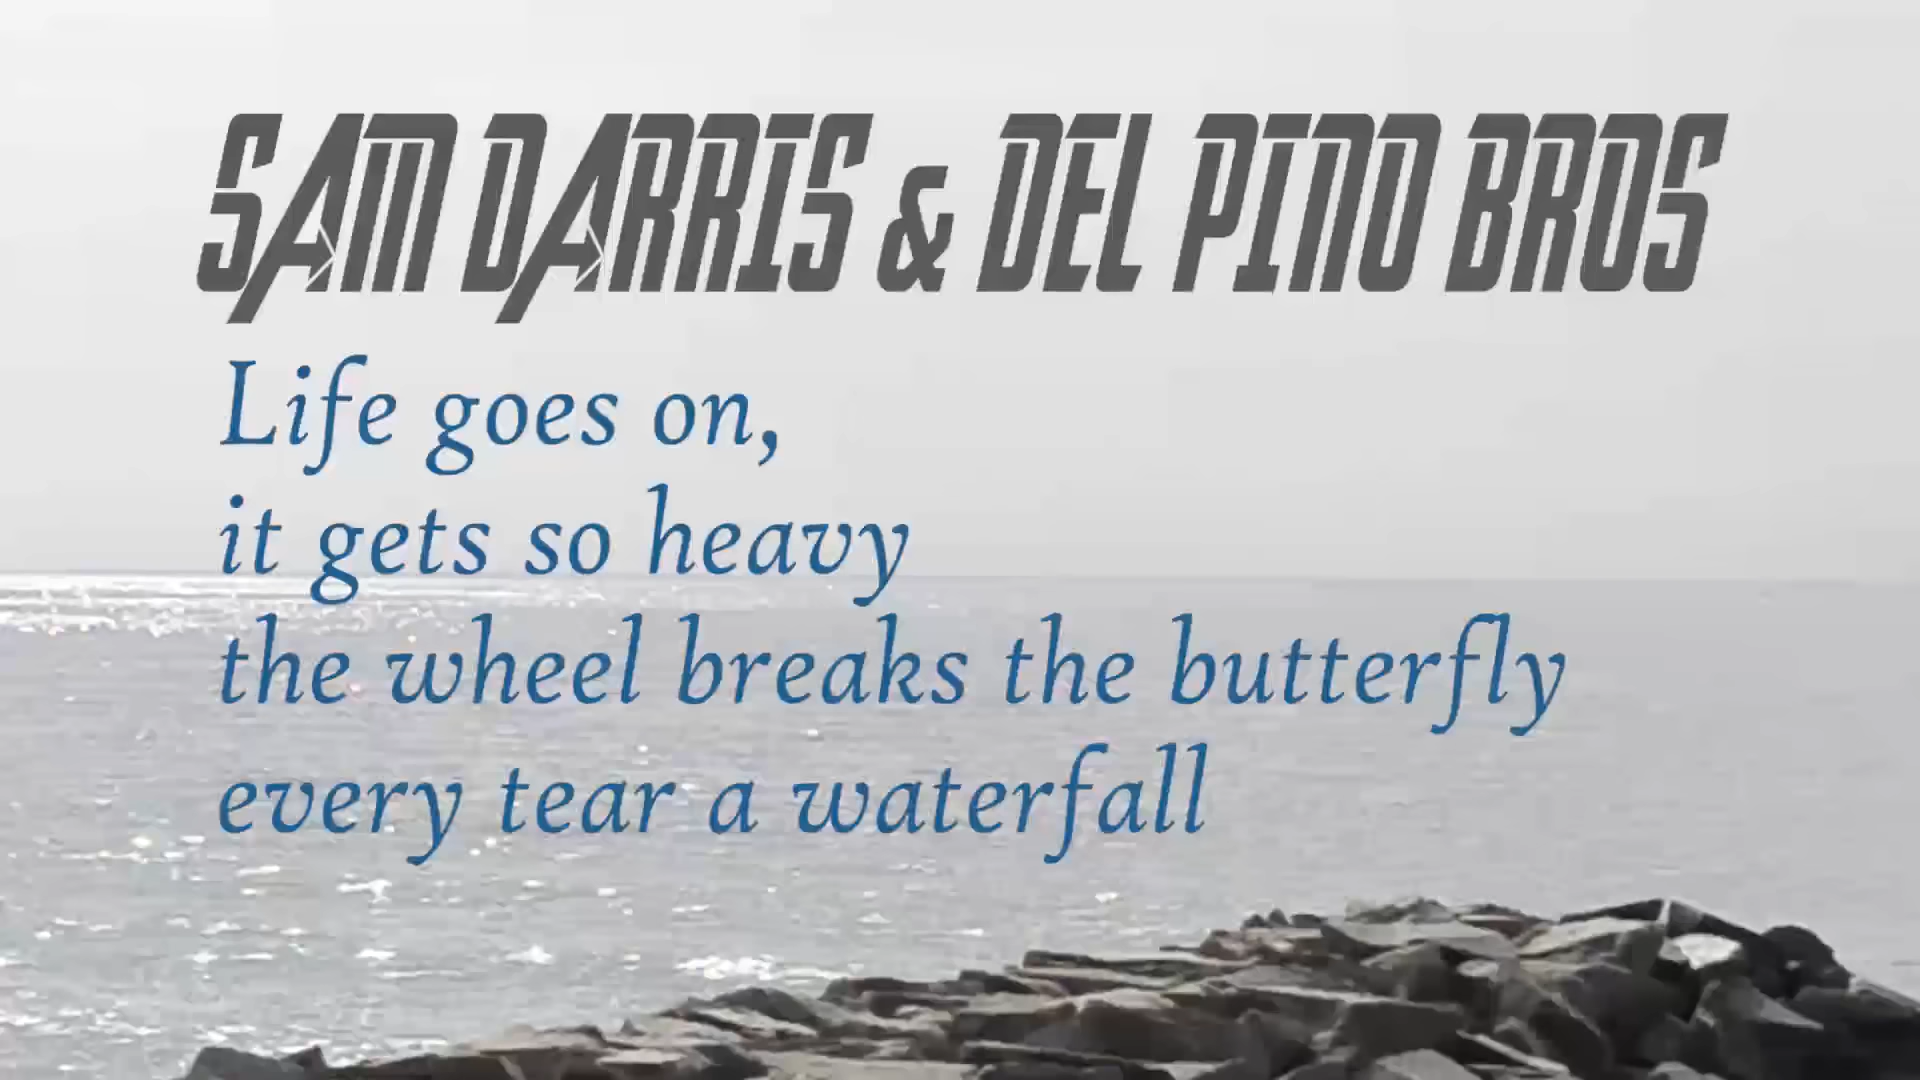 SAM DARRIS & DEL PINO BROS
Life goes on,
it gets so heavy
the wheel breaks the butterfly
every tear a waterfall